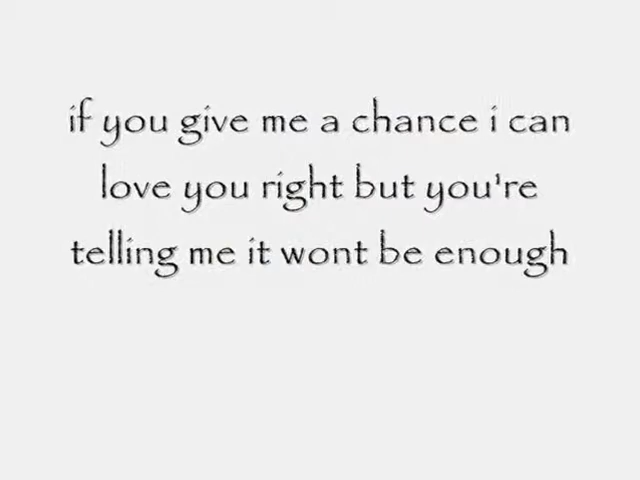 if you give me a chance i can
love you right but you're
telling me it wont be enough